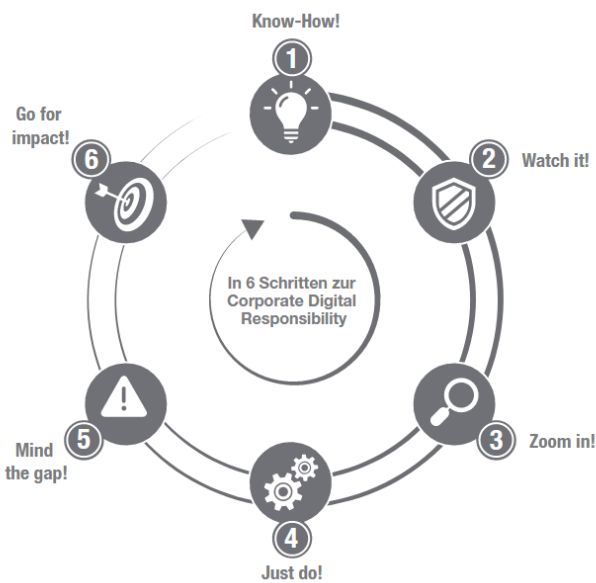 Know-How!
1
2
Watch it!
3
Zoom in!
4
Just do!
5
Mind
the gap!
6
Go for
impact!
In 6 Schritten zur
Corporate Digital
Responsibility